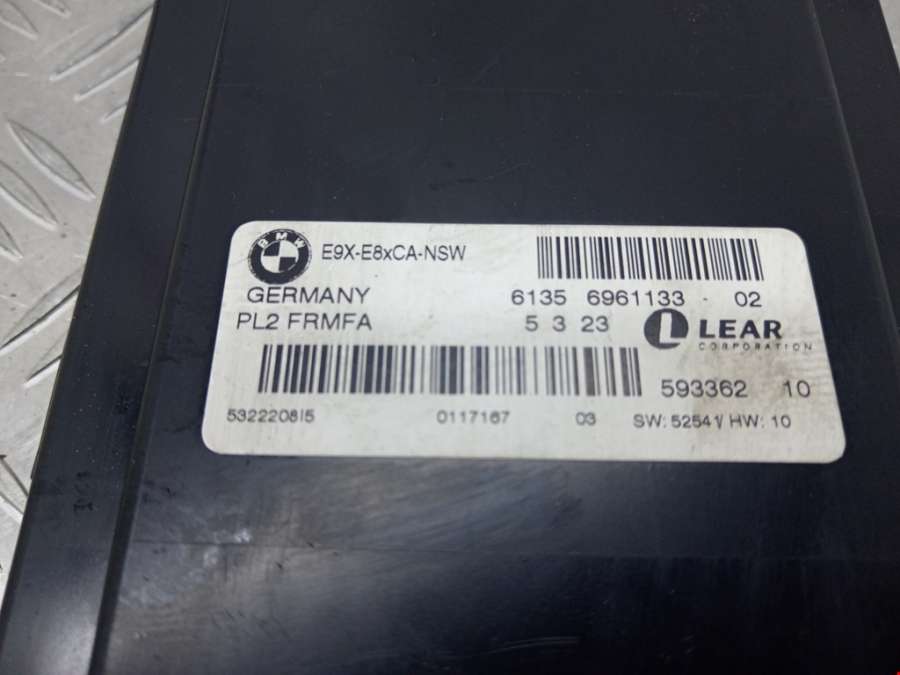 BMW
E9X-E8xCA-NSW
GERMANY 6135 6961133 - 02
PL2 FRMFA 5 3 23 LEAR
CORPORATION
593362 10
532220815 0117167 03 SW: 52541/ HW: 10